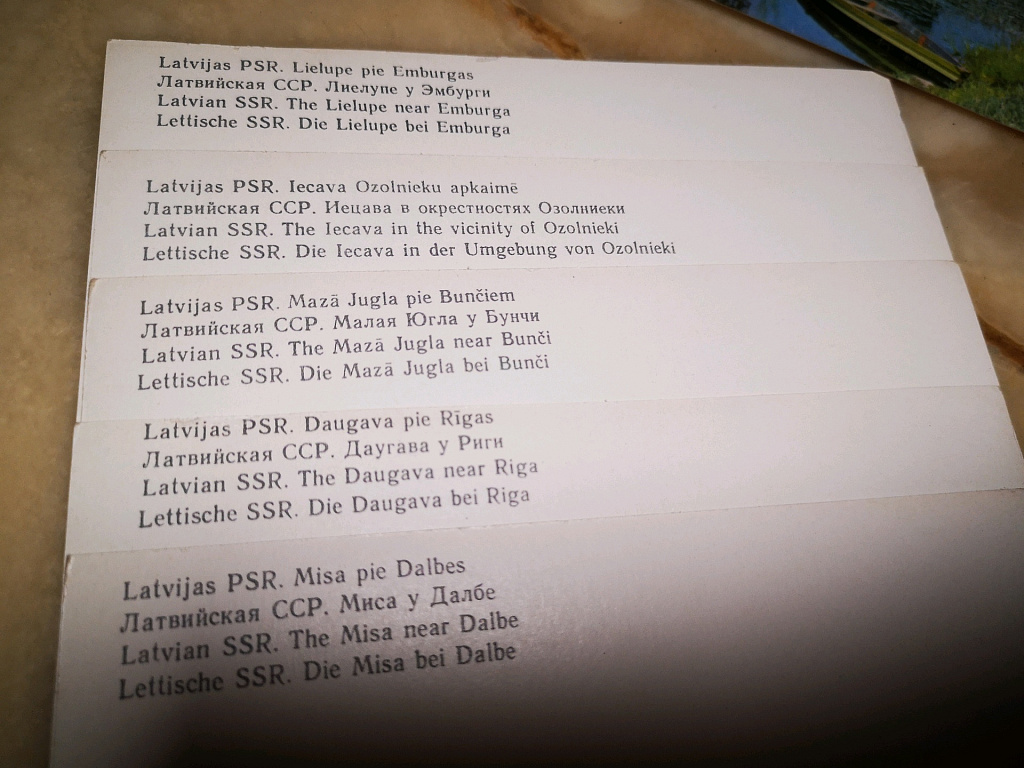 Latvijas PSR. Lielupe pie Emburgas
Латвийская ССР. Лиелупе у Эмбурги
Latvian SSR. The Lielupe near Emburga
Lettische SSR. Die Lielupe bei Emburga
Latvijas PSR. Iecava Ozolnieku apkaimē
Латвийская ССР. Иецава в окрестностях Озолниеки
Latvian SSR. The Iecava in the vicinity of Ozolnieki
Lettische SSR. Die Iecava in der Umgebung von Ozolnieki
Latvijas PSR. Mazā Jugla pie Bunčiem
Латвийская ССР. Малая Югла у Бунчи
Latvian SSR. The Mazā Jugla near Bunči
Lettische SSR. Die Mazā Jugla bei Bunči
Latvijas PSR. Daugava pie Rīgas
Латвийская ССР. Даугава у Риги
Latvian SSR. The Daugava near Riga
Lettische SSR. Die Daugava bei Riga
Latvijas PSR. Misa pie Dalbes
Латвийская ССР. Миса у Далбе
Latvian SSR. The Misa near Dalbe
Lettische SSR. Die Misa bei Dalbe